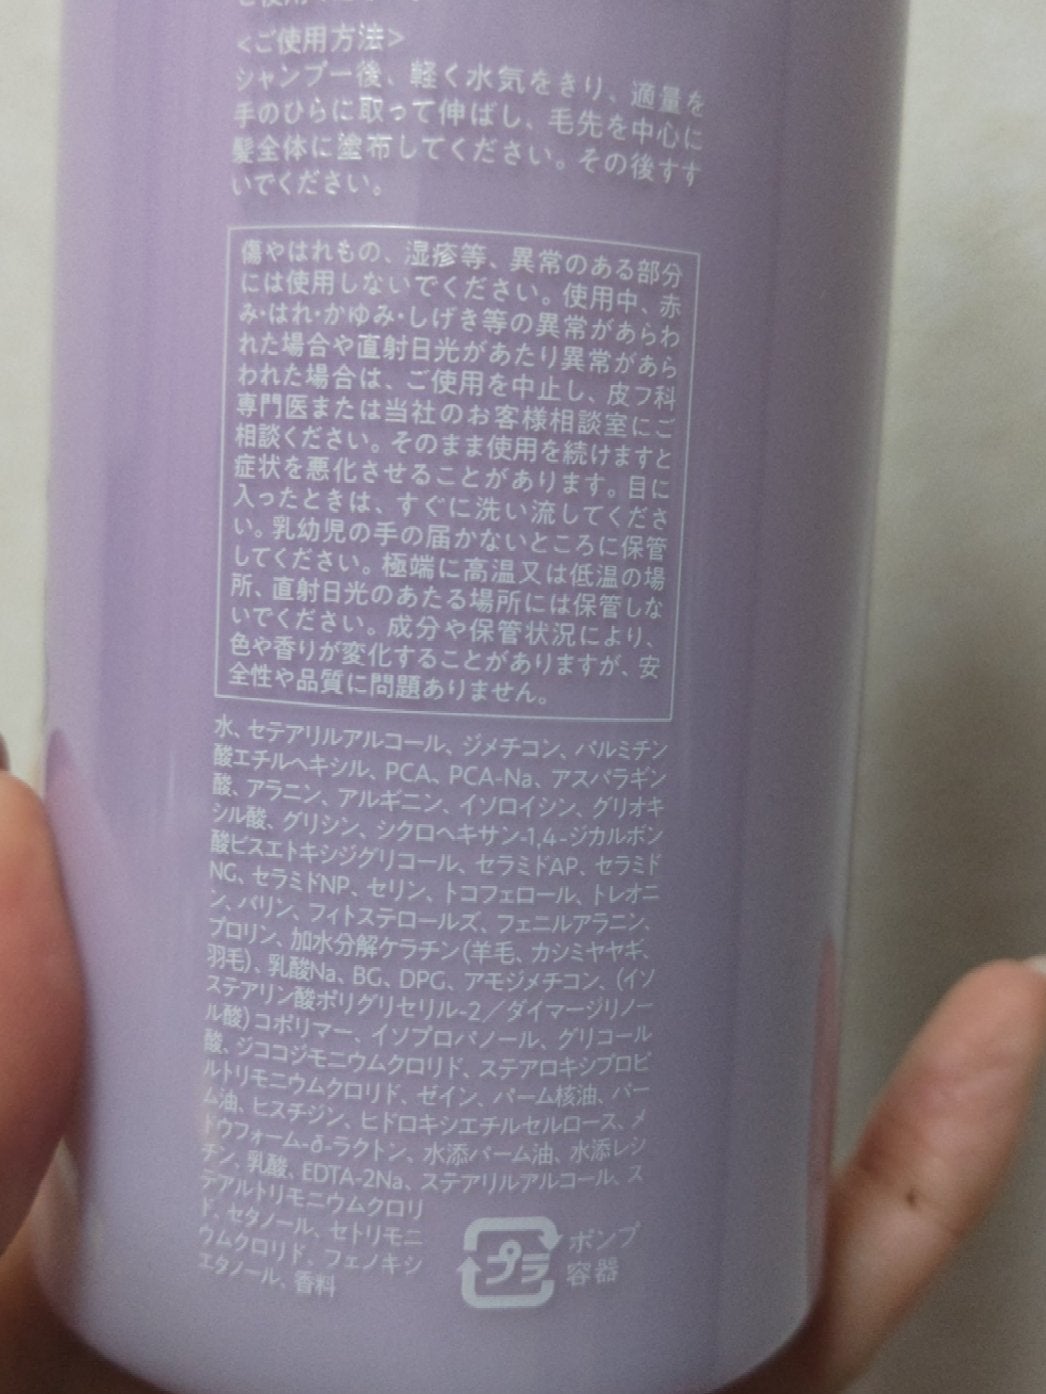 <ご使用方法>
シャンプー後、軽く水気をきり、適量を
手のひらに取って伸ばし、毛先を中心に
髪全体に塗布してください。その後すす
いでください。
傷やはれもの、湿疹等、異常のある部分
には使用しないでください。使用中、赤
み・はれ・かゆみ・しげき等の異常があらわ
れた場合や直射日光があたり異常があら
われた場合は、ご使用を中止し、皮フ科
専門医または当社のお客様相談室にご
相談ください。そのまま使用を続けますと
症状を悪化させることがあります。目に
入ったときは、すぐに洗い流してくださ
い。乳幼児の手の届かないところに保管
してください。極端に高温又は低温の場
所、直射日光のあたる場所には保管しな
いでください。成分や保管状況により、
色や香りが変化することがありますが、安
全性や品質に問題ありません。
水、セテアリルアルコール、ジメチコン、パルミチン
酸エチルヘキシル、PCA、PCA-Na、アスパラギン
酸、アラニン、アルギニン、イソロイシン、グリオキ
シル酸、グリシン、シクロヘキサン-1,4-ジカルボン
酸ビスエトキシジグリコール、セラミドAP、セラミド
NG、セラミドNP、セリン、トコフェロール、トレオニ
ン、バリン、フィトステロールズ、フェニルアラニン、
プロリン、加水分解ケラチン(羊毛、カシミヤヤギ、
羽毛)、乳酸Na、BG、DPG、アモジメチコン、(イソ
ステアリン酸ポリグリセリル-2／ダイマージリノー
ル酸)コポリマー、イソプロパノール、グリコール
酸、ジココジモニウムクロリド、ステアロキシプロピ
ルトリモニウムクロリド、ゼイン、パーム核油、パー
ム油、ヒスチジン、ヒドロキシエチルセルロース、メ
ドウフォーム-δ-ラクトン、水添パーム油、水添レシ
チン、乳酸、EDTA-2Na、ステアリルアルコール、ス
テアルトリモニウムクロリ
ド、セタノール、セトリモニ
ウムクロリド、フェノキシ
エタノール、香料
プラ
ポンプ
容器